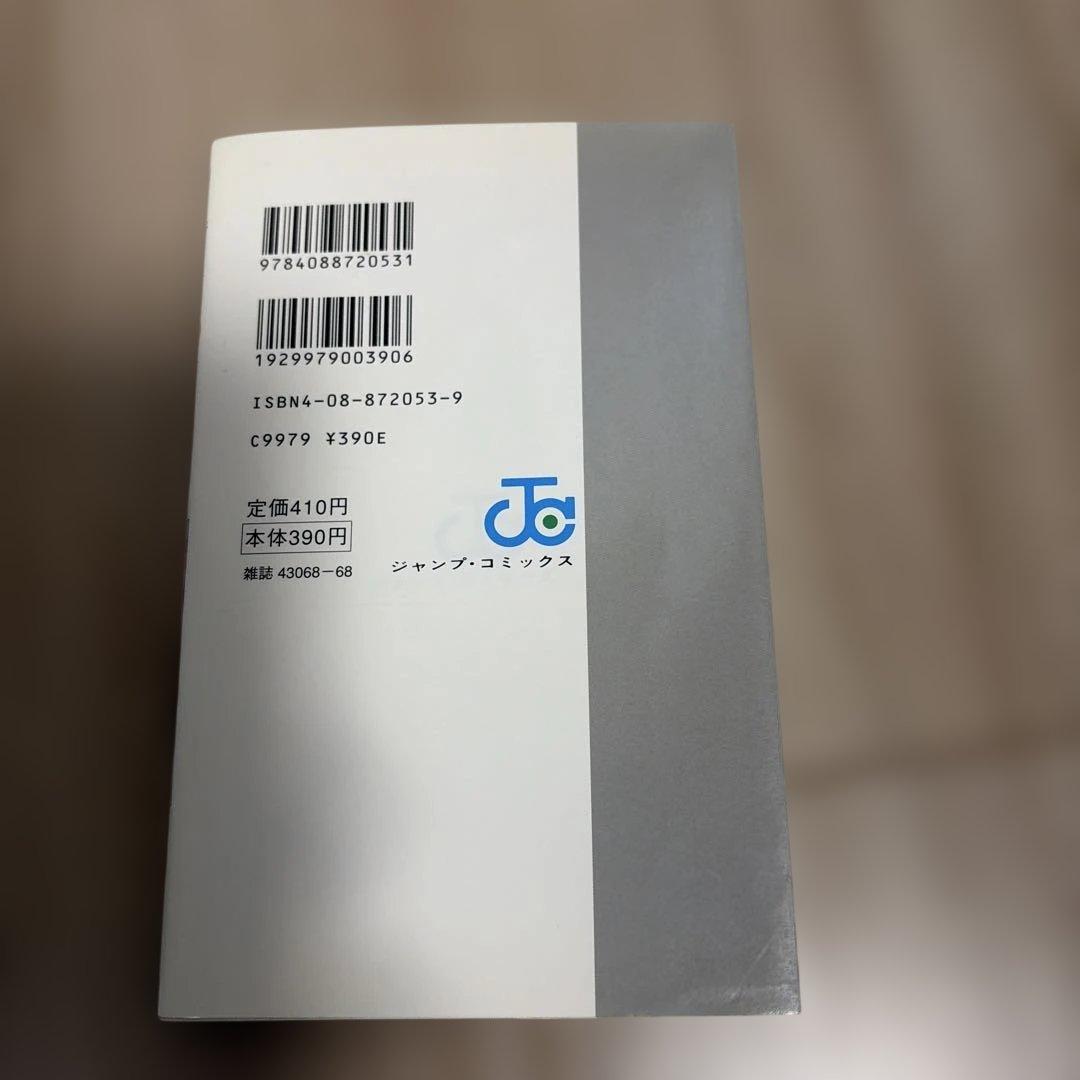 9784088720531
1929979003906
ISBN4-08-872053-9
C9979 ¥390E
定価410円
本体390円
雑誌 43068-68
JC
ジャンプ・コミックス